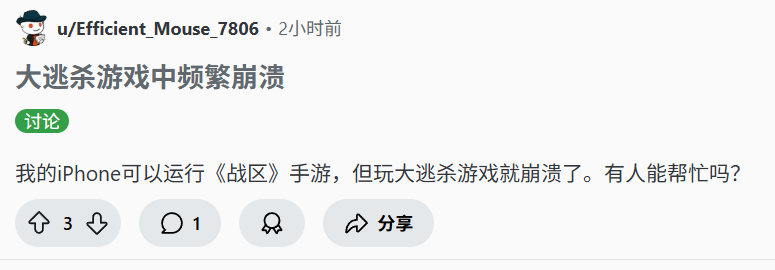 u/Efficient_Mouse_7806 • 2小时前
大逃杀游戏中频繁崩溃
讨论
我的iPhone可以运行《战区》手游，但玩大逃杀游戏就崩溃了。有人能帮忙吗？
3 1 分享